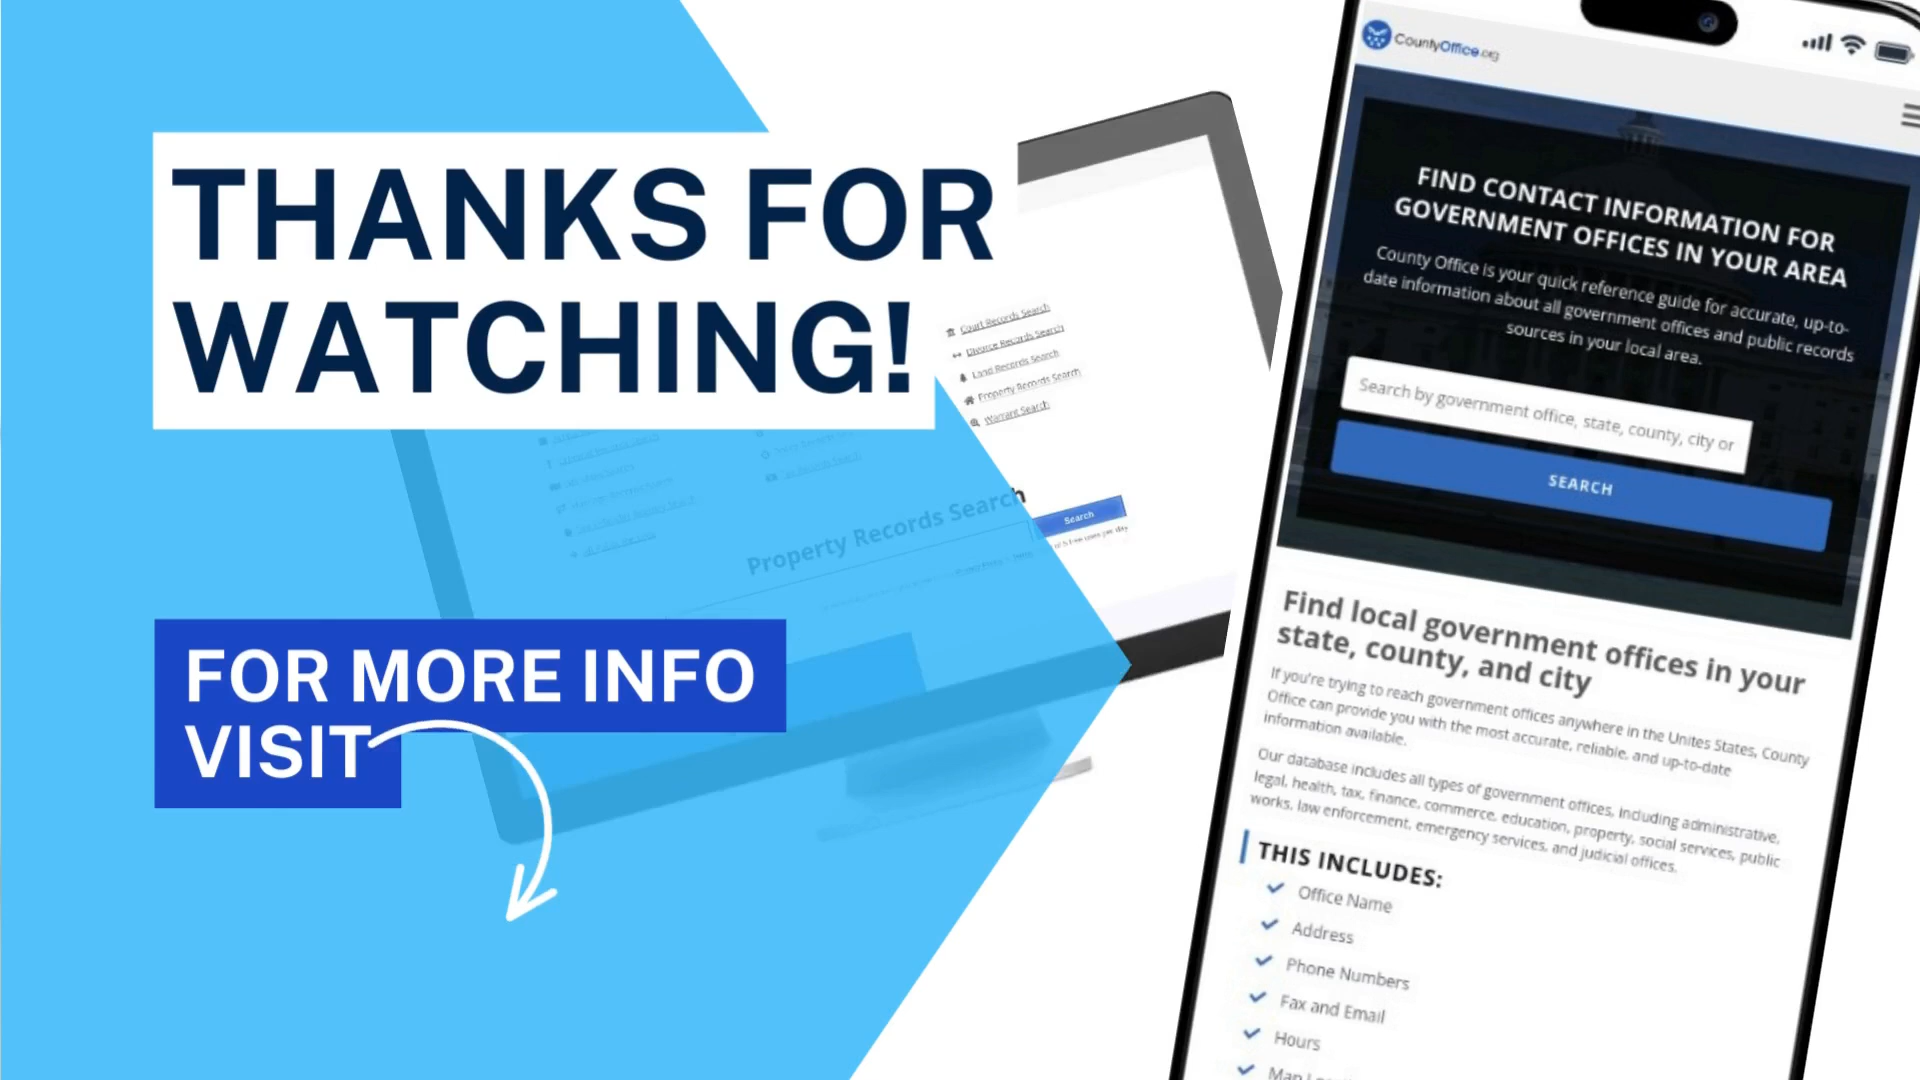 THANKS FOR
WATCHING!
FOR MORE INFO
VISIT
Court Records Search
Divorce Records Search
Land Records Search
Property Records Search
Warrant Search
Property Records Search
Search
of 5 free uses per day
CountyOffice.org
FIND CONTACT INFORMATION FOR
GOVERNMENT OFFICES IN YOUR AREA
County Office is your quick reference guide for accurate, up-to-
date information about all government offices and public records
sources in your local area.
Search by government office, state, county, city or
SEARCH
Find local government offices in your
state, county, and city
If you're trying to reach government offices anywhere in the Unites States, County
Office can provide you with the most accurate, reliable, and up-to-date
information available.
Our database includes all types of government offices, including administrative,
legal, health, tax, finance, commerce, education, property, social services, public
works, law enforcement, emergency services, and judicial offices.
THIS INCLUDES:
Office Name
Address
Phone Numbers
Fax and Email
Hours